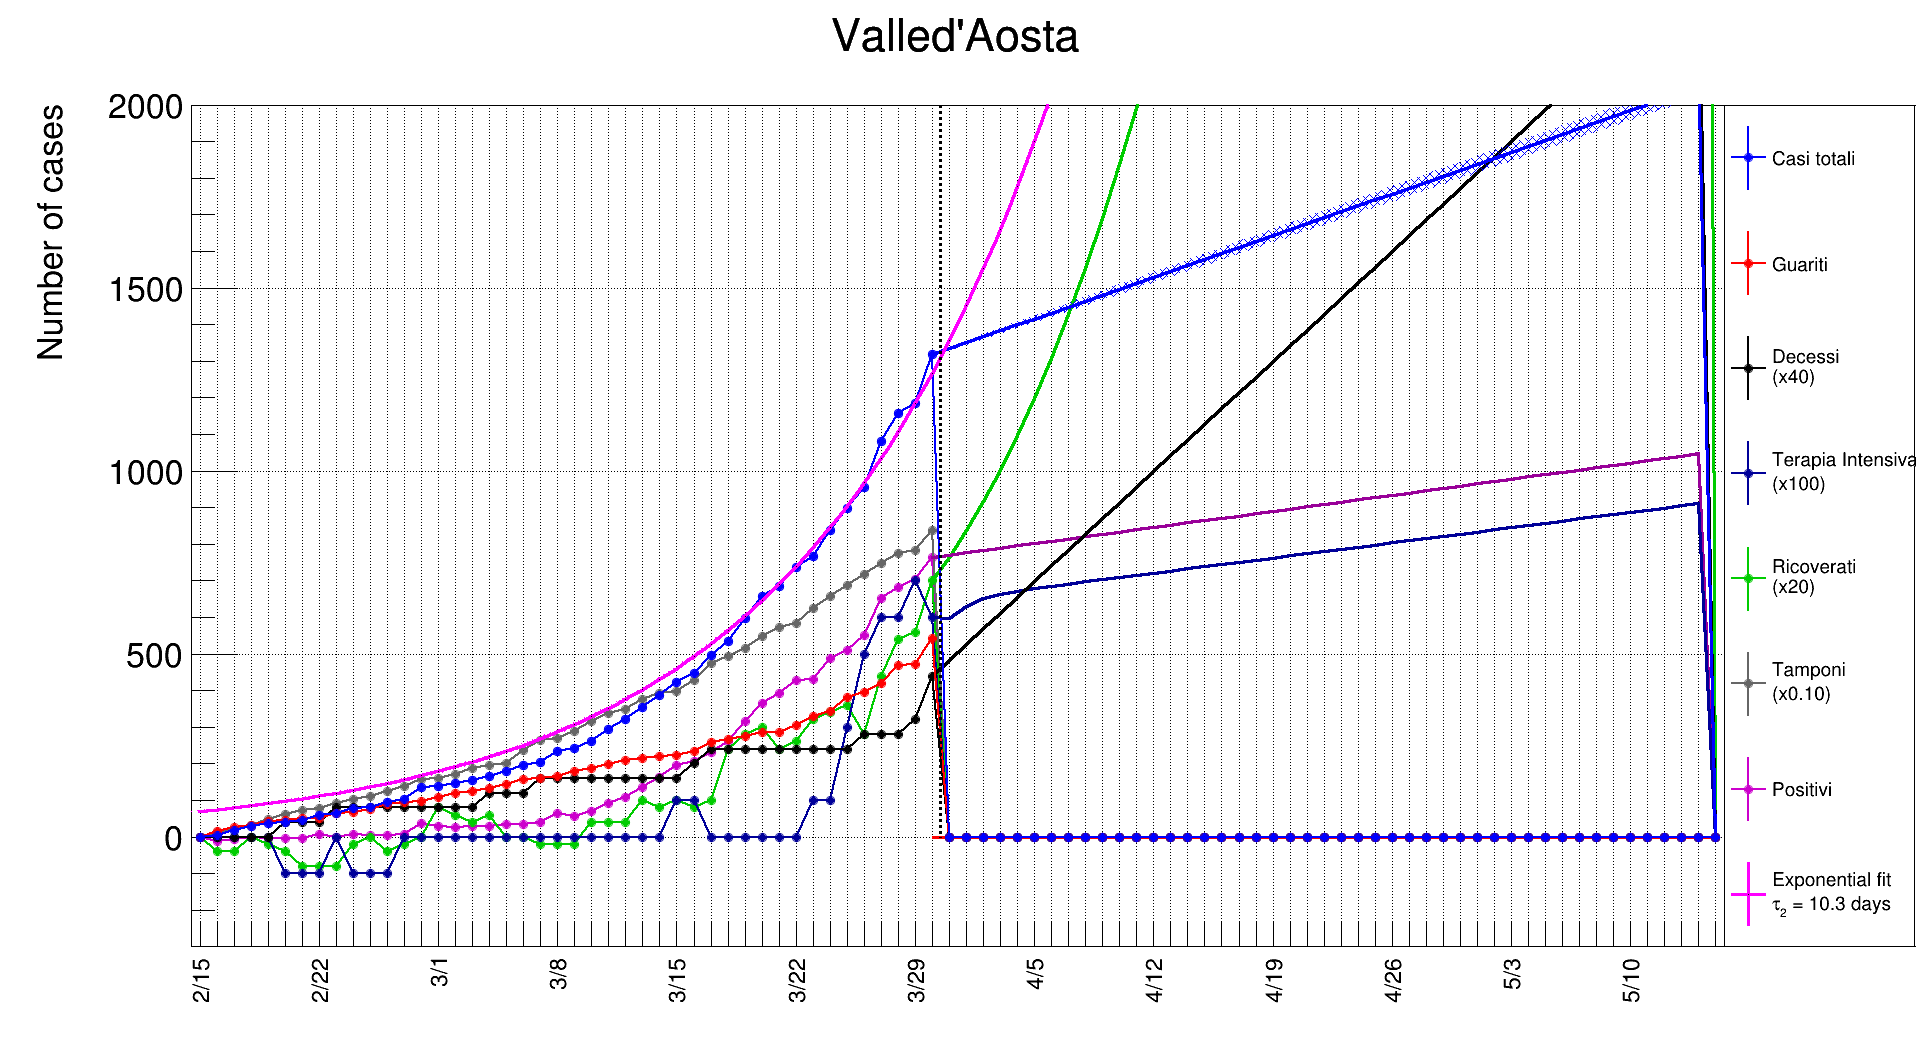 Valled'Aosta
Number of cases
2000
1500
1000
500
0
2/15
2/22
3/1
3/8
3/15
3/22
3/29
4/5
4/12
4/19
4/26
5/3
5/10
Casi totali
Guariti
Decessi
(x40)
Terapia Intensiva
(x100)
Ricoverati
(x20)
Tamponi
(x0.10)
Positivi
Exponential fit
τ2 = 10.3 days